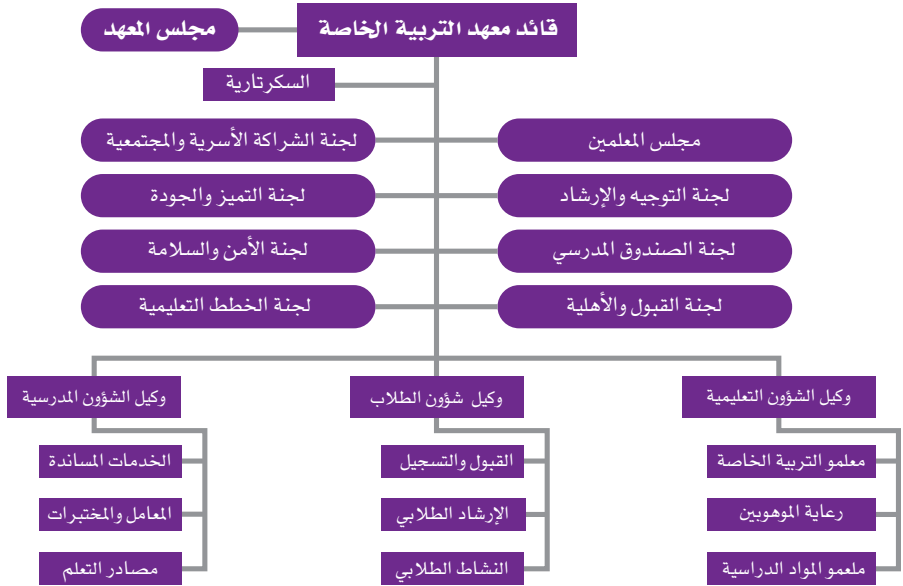 قائد معهد التربية الخاصة
مجلس المعهد
السكرتارية
مجلس المعلمين
لجنة الشراكة الأسرية والمجتمعية
لجنة التوجيه والإرشاد
لجنة التميز والجودة
لجنة الصندوق المدرسي
لجنة الأمن والسلامة
لجنة القبول والأهلية
لجنة الخطط التعليمية
وكيل الشؤون التعليمية
وكيل شؤون الطلاب
وكيل الشؤون المدرسية
معلمو التربية الخاصة
القبول والتسجيل
الخدمات المساندة
رعاية الموهوبين
الإرشاد الطلابي
المعامل والمختبرات
ملعمو المواد الدراسية
النشاط الطلابي
مصادر التعلم